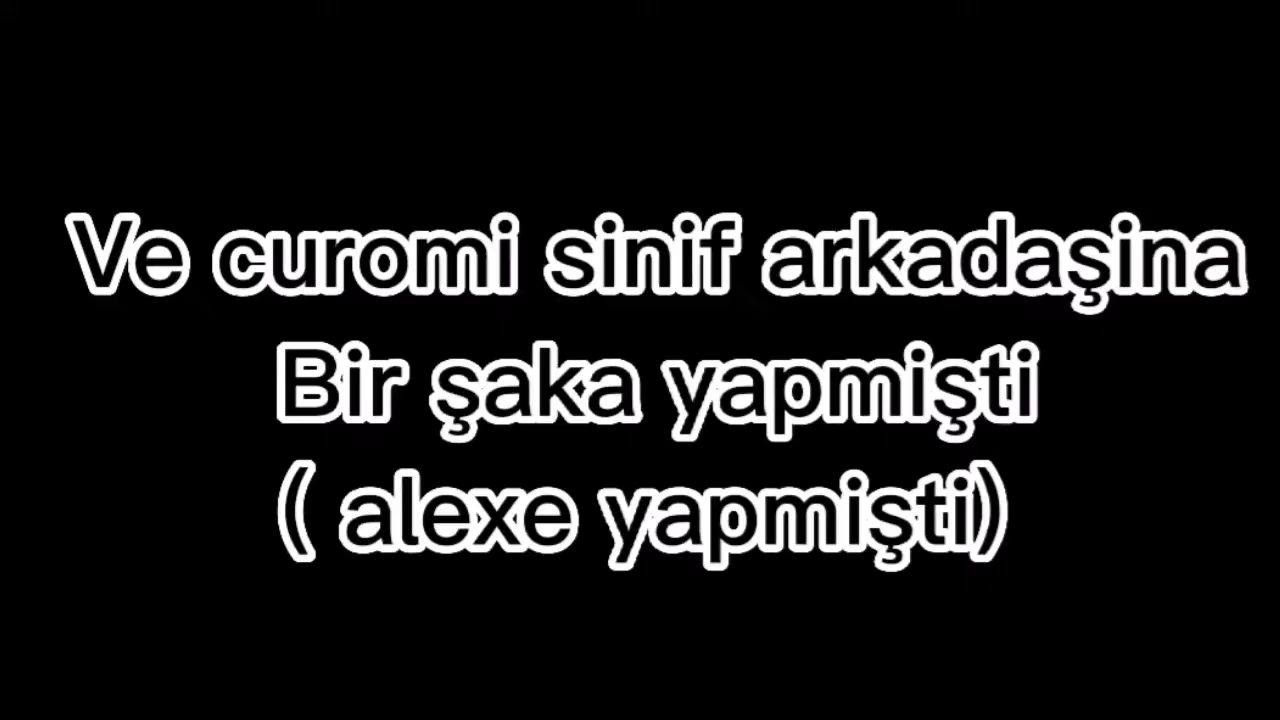 Ve curomi sinif arkadaşina
Bir şaka yapmişti
( alexe yapmişti)